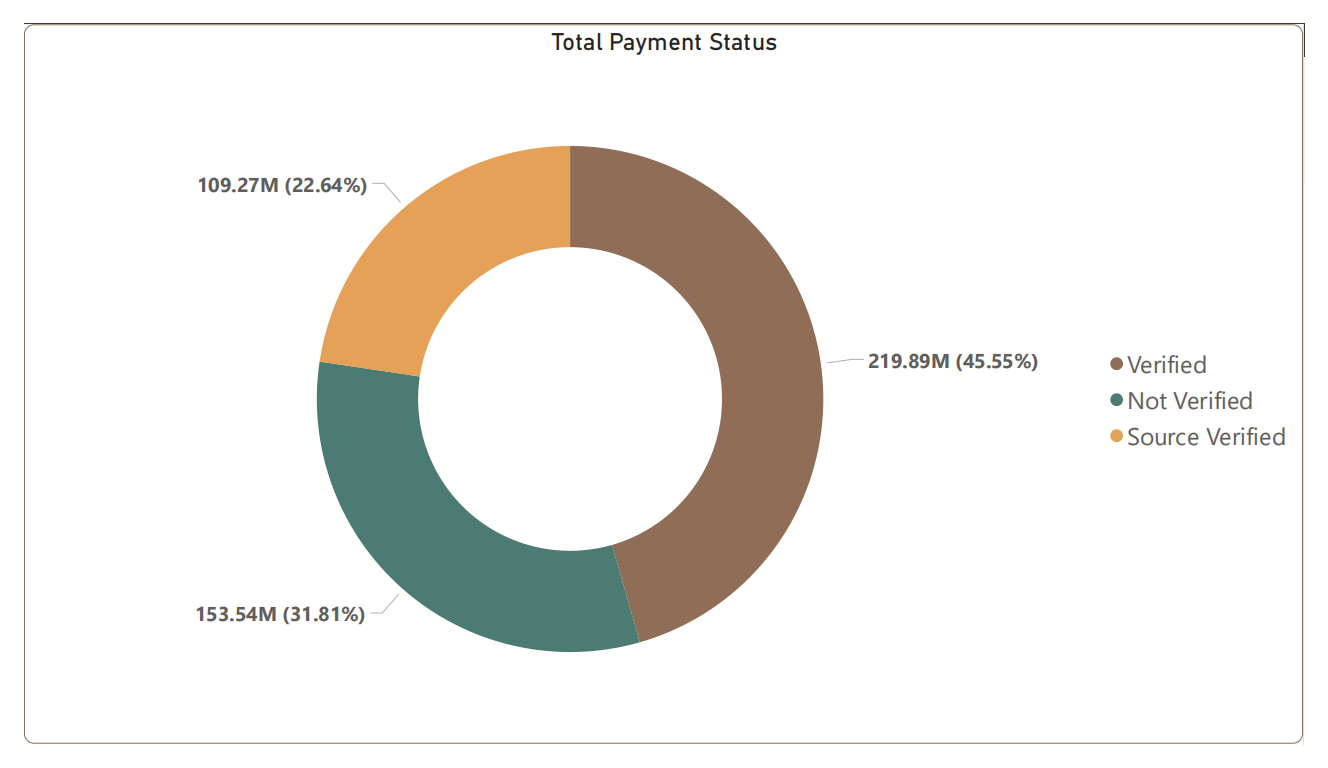 Total Payment Status
109.27M (22.64%)
219.89M (45.55%)
153.54M (31.81%)
Verified
Not Verified
Source Verified